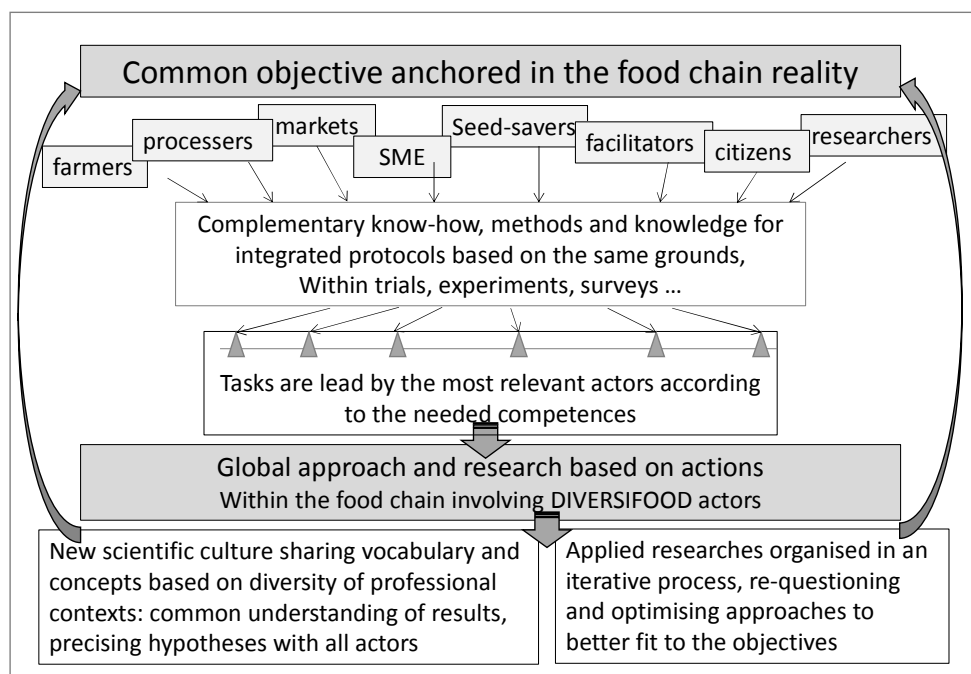 Common objective anchored in the food chain reality
farmers
processers
markets
SME
Seed-savers
facilitators
citizens
researchers
Complementary know-how, methods and knowledge for
integrated protocols based on the same grounds,
Within trials, experiments, surveys ...
Tasks are lead by the most relevant actors according
to the needed competences
Global approach and research based on actions
Within the food chain involving DIVERSIFOOD actors
New scientific culture sharing vocabulary and
concepts based on diversity of professional
contexts: common understanding of results,
precising hypotheses with all actors
Applied researches organised in an
iterative process, re-questioning
and optimising approaches to
better fit to the objectives